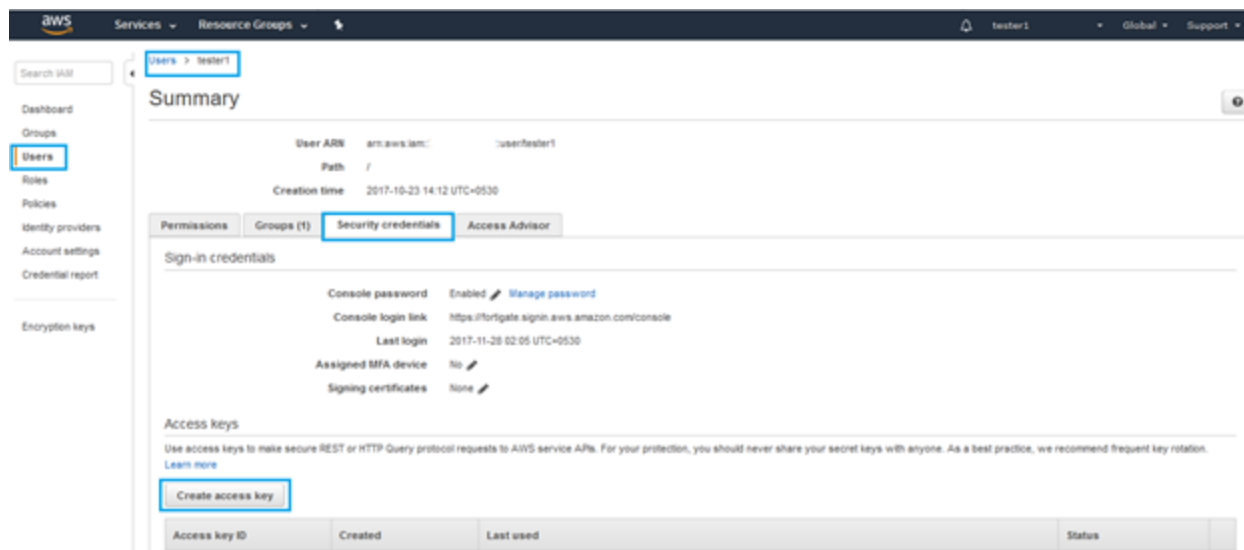 aws Services Resource Groups tester1 Global Support
Users > tester1
Search IAM
Summary
Dashboard
Groups
User ARN arn:aws:iam:: :user/tester1
Users
Path /
Roles
Creation time 2017-10-23 14:12 UTC+0530
Policies
Identity providers
Permissions Groups (1) Security credentials Access Advisor
Account settings
Sign-in credentials
Credential report
Console password Enabled Manage password
Console login link https://fortigate.signin.aws.amazon.com/console
Encryption keys
Last login 2017-11-28 02:05 UTC+0530
Assigned MFA device No
Signing certificates None
Access keys
Use access keys to make secure REST or HTTP Query protocol requests to AWS service APIs. For your protection, you should never share your secret keys with anyone. As a best practice, we recommend frequent key rotation.
Learn more
Create access key
Access key ID Created Last used Status